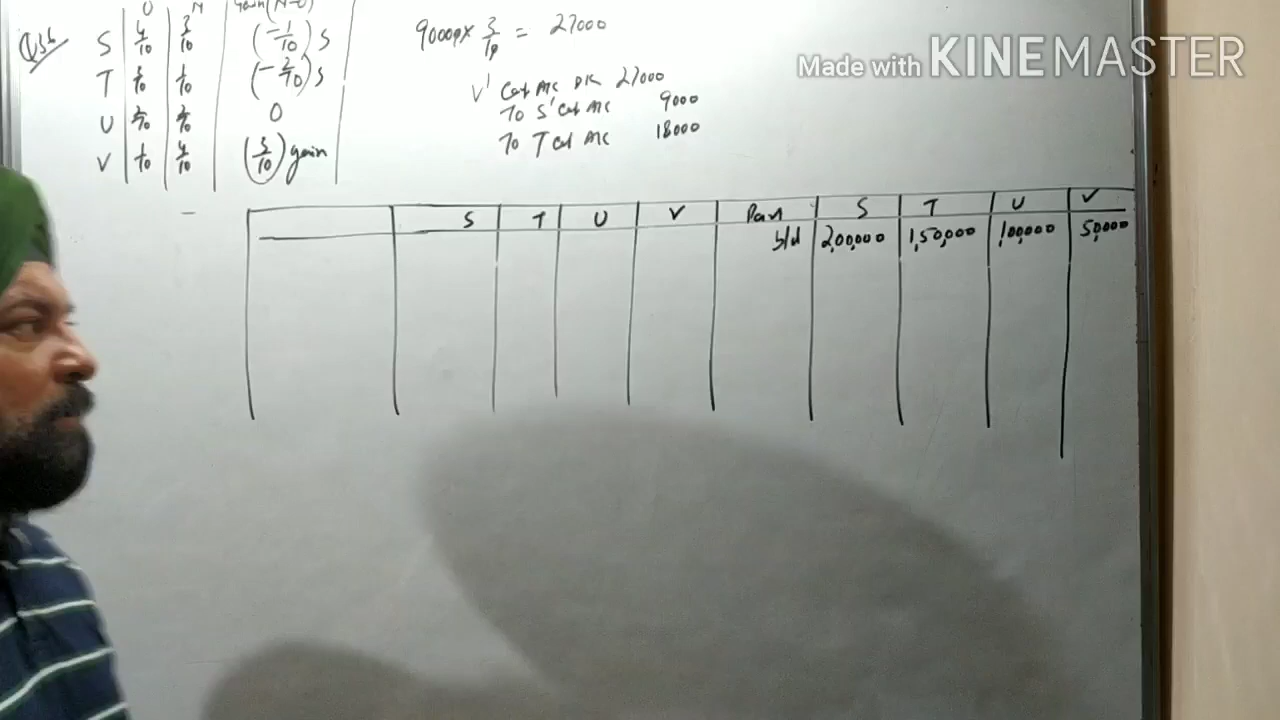 Made with KINEMASTER
Q36
O N Gain (N-O)
S 4/10 3/10 (-1/10) S
T /10 1/10 (-2/10) S
U 2/10 2/10 0
V 1/10 4/10 (3/10) gain
90000 × 3/10 = 27000
V' Cap A/C Dr 27000
To S' Cap A/C 9000
To T Cap A/C 18000
S T U V Part S T U V
b/d 2,00,000 1,50,000 1,00,000 50,000